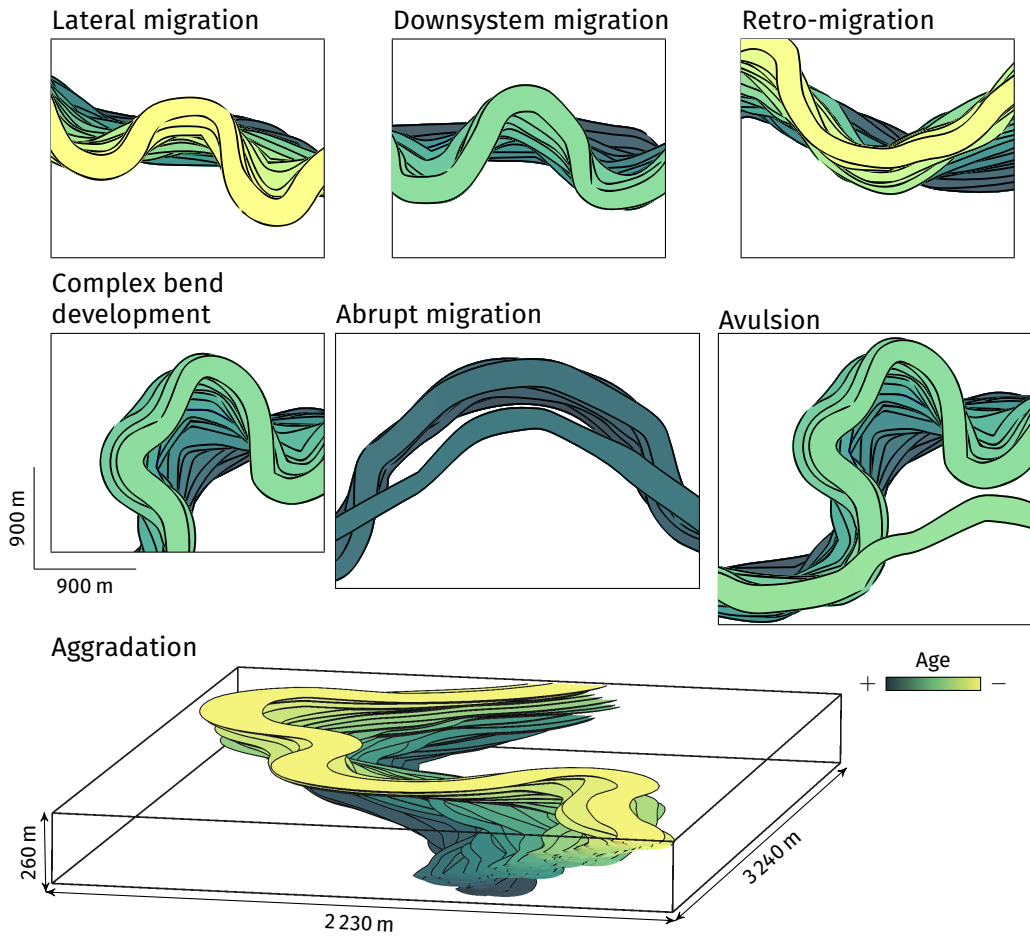 Lateral migration
Downsystem migration
Retro-migration
Complex bend
development
Abrupt migration
Avulsion
900 m
900 m
Aggradation
Age
+ −
260 m
2 230 m
3 240 m